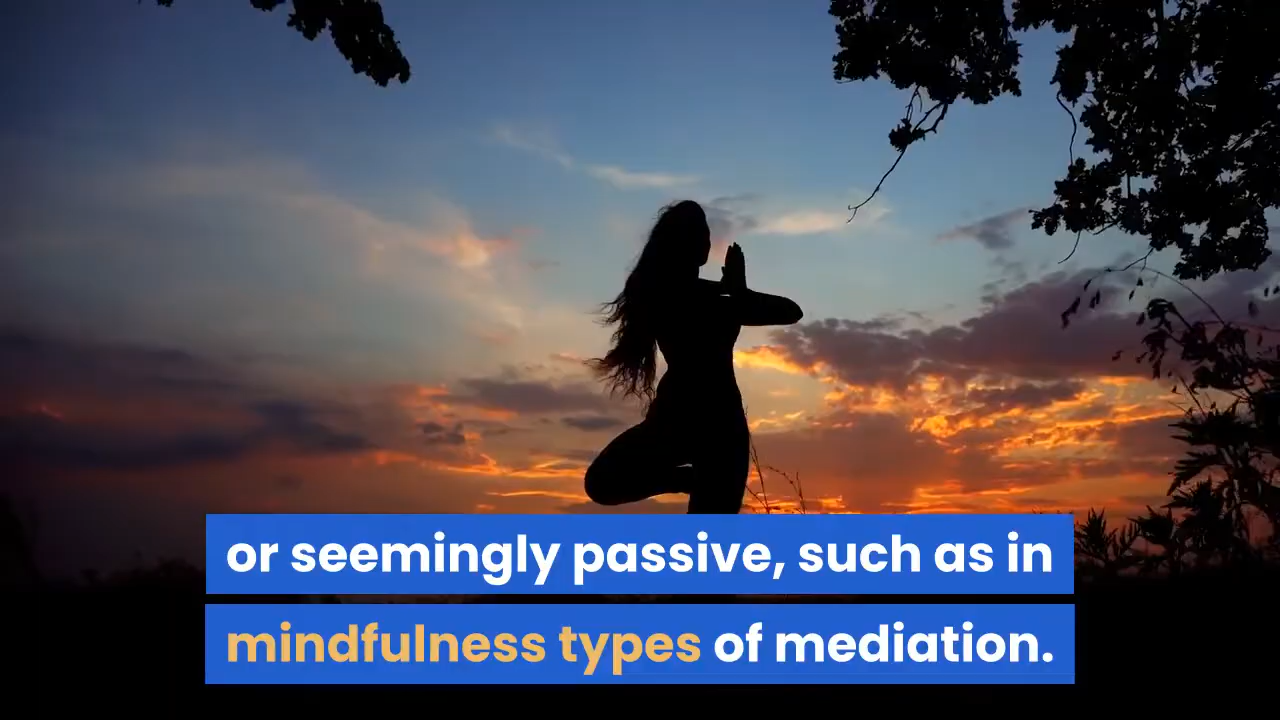 or seemingly passive, such as in
mindfulness types of mediation.